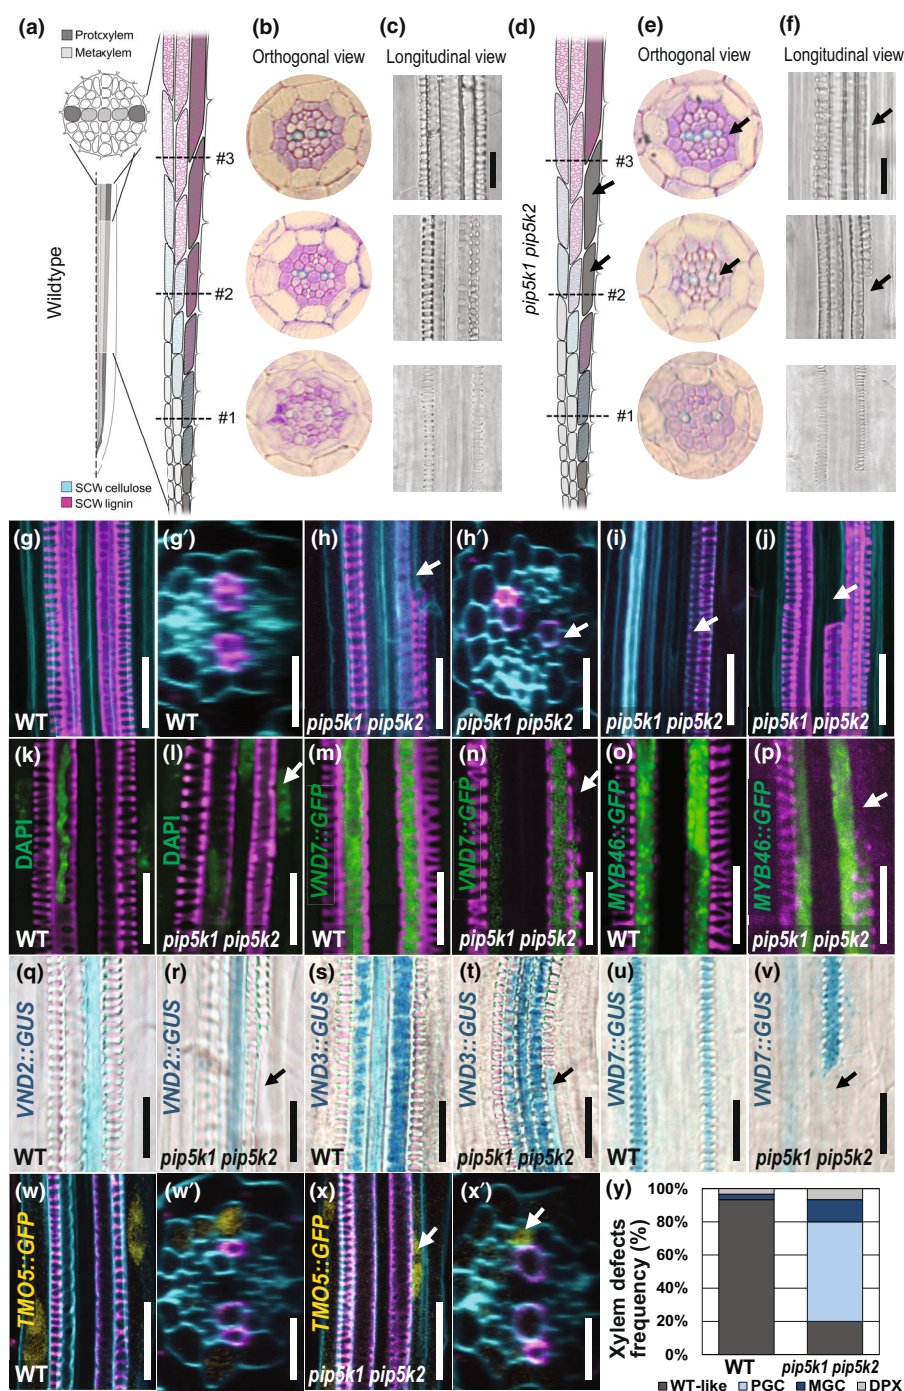 (a)
Protoxylem
Metaxylem
Wildtype
#3
#2
#1
SCW cellulose
SCW lignin
(b)
Orthogonal view
(c)
Longitudinal view
(d)
pip5k1 pip5k2
#3
#2
#1
(e)
Orthogonal view
(f)
Longitudinal view
(g)
WT
(g′)
WT
(h)
pip5k1 pip5k2
(h′)
pip5k1 pip5k2
(i)
pip5k1 pip5k2
(j)
pip5k1 pip5k2
(k)
DAPI
WT
(l)
DAPI
pip5k1 pip5k2
(m)
VND7::GFP
WT
(n)
VND7::GFP
pip5k1 pip5k2
(o)
MYB46::GFP
WT
(p)
MYB46::GFP
pip5k1 pip5k2
(q)
VND2::GUS
WT
(r)
VND2::GUS
pip5k1 pip5k2
(s)
VND3::GUS
WT
(t)
VND3::GUS
pip5k1 pip5k2
(u)
VND7::GUS
WT
(v)
VND7::GUS
pip5k1 pip5k2
(w)
TMO5::GFP
WT
(w′)
(x)
TMO5::GFP
pip5k1 pip5k2
(x′)
(y)
Xylem defects
frequency (%)
100%
80%
60%
40%
20%
0%
WT
pip5k1 pip5k2
WT-like PGC MGC DPX